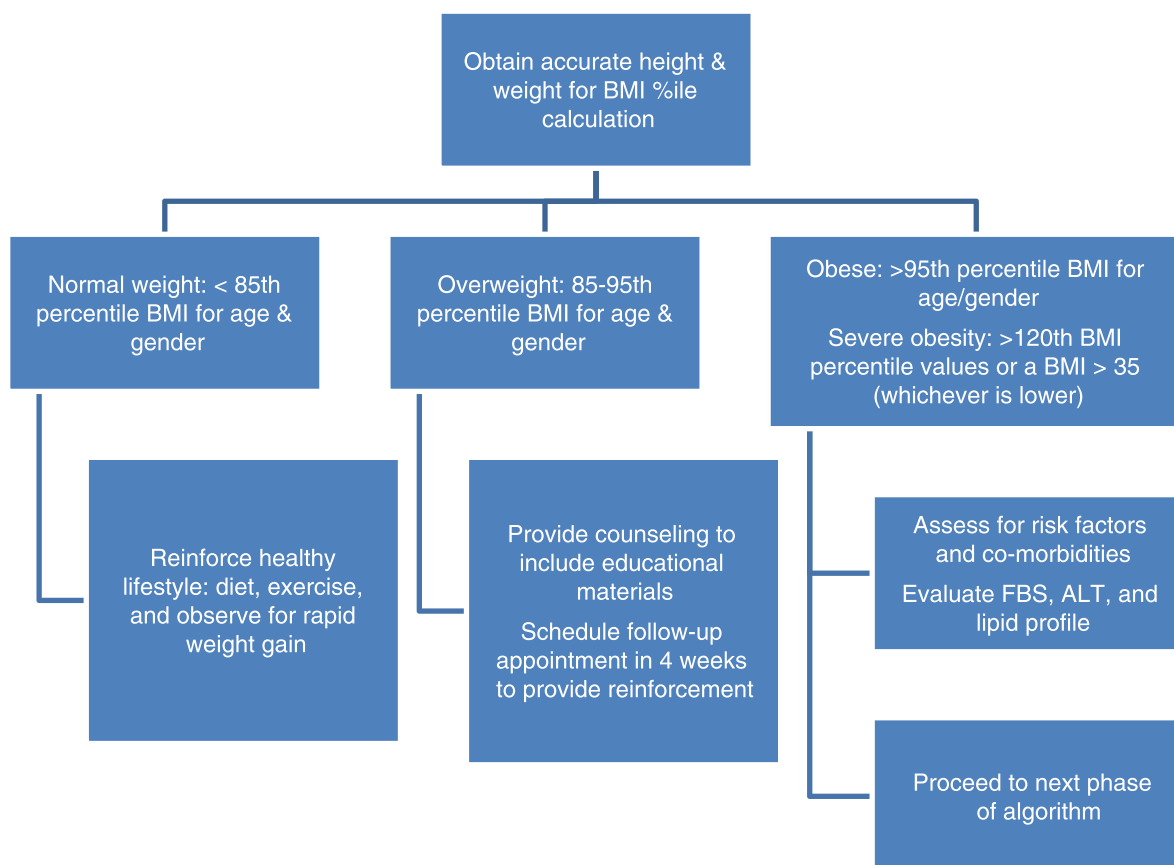 Obtain accurate height &
weight for BMI %ile
calculation
Normal weight: < 85th
percentile BMI for age &
gender
Overweight: 85-95th
percentile BMI for age &
gender
Obese: >95th percentile BMI for
age/gender
Severe obesity: >120th BMI
percentile values or a BMI > 35
(whichever is lower)
Reinforce healthy
lifestyle: diet, exercise,
and observe for rapid
weight gain
Provide counseling to
include educational
materials
Schedule follow-up
appointment in 4 weeks
to provide reinforcement
Assess for risk factors
and co-morbidities
Evaluate FBS, ALT, and
lipid profile
Proceed to next phase
of algorithm